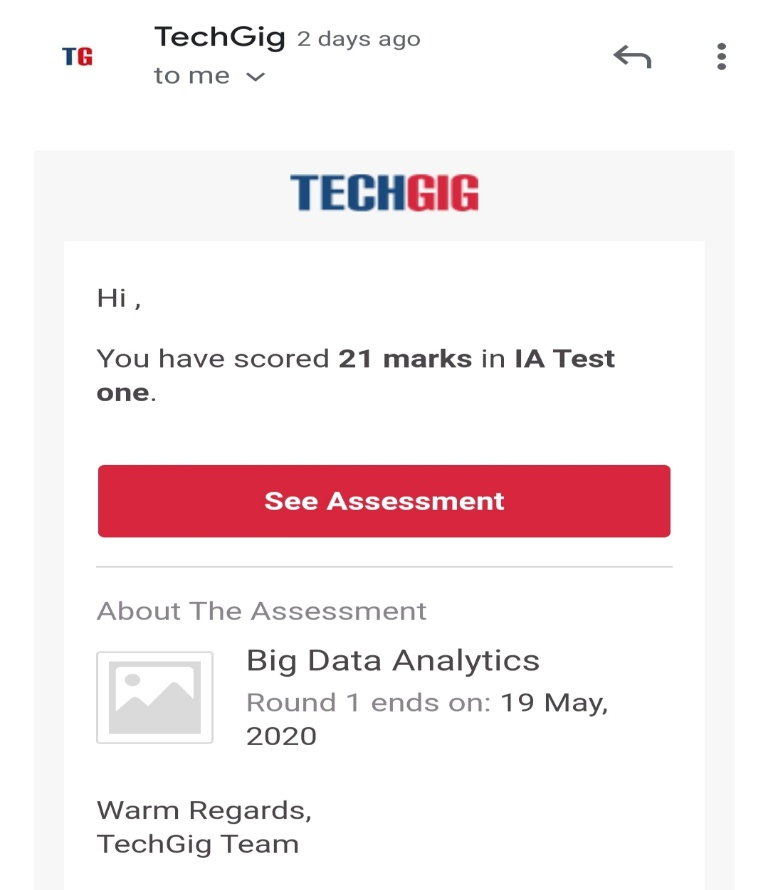 TG
TechGig 2 days ago
to me
TECHGIG
Hi ,
You have scored 21 marks in IA Test
one.
See Assessment
About The Assessment
Big Data Analytics
Round 1 ends on: 19 May,
2020
Warm Regards,
TechGig Team